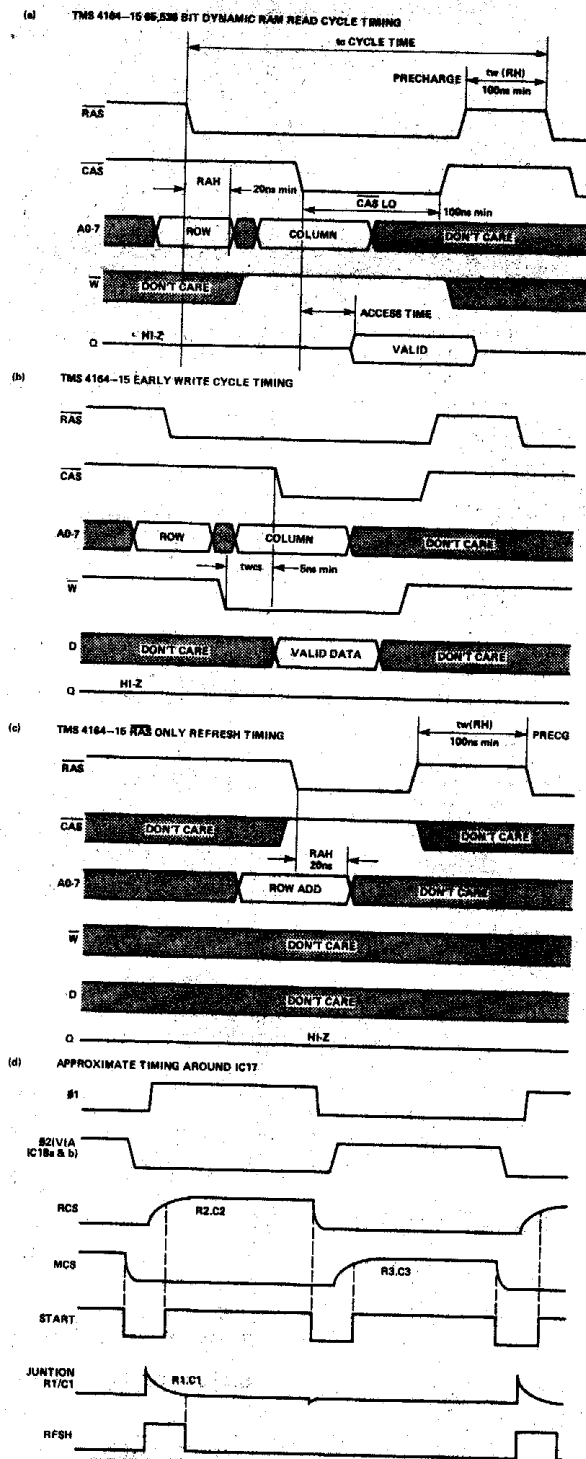 (a) TMS 4164-15 65,536 BIT DYNAMIC RAM READ CYCLE TIMING
tc CYCLE TIME
PRECHARGE
tw (RH)
100ns min
RAS
CAS
RAH
20ns min
CAS LO
100ns min
A0-7
ROW
COLUMN
DON'T CARE
W
DON'T CARE
ACCESS TIME
Q
HI-Z
VALID
(b) TMS 4164-15 EARLY WRITE CYCLE TIMING
RAS
CAS
A0-7
ROW
COLUMN
DON'T CARE
twcs
5ns min
W
D
DON'T CARE
VALID DATA
DON'T CARE
Q
HI-Z
(c) TMS 4164-15 RAS ONLY REFRESH TIMING
tw(RH)
100ns min
PRECG
RAS
CAS
DON'T CARE
DON'T CARE
RAH
20ns
A0-7
ROW ADD
DON'T CARE
W
DON'T CARE
D
DON'T CARE
Q
HI-Z
(d) APPROXIMATE TIMING AROUND IC17
ø1
ø2(VIA
IC18a & b)
RCS
R2.C2
MCS
R3.C3
START
JUNTION
R1/C1
R1.C1
RFSH